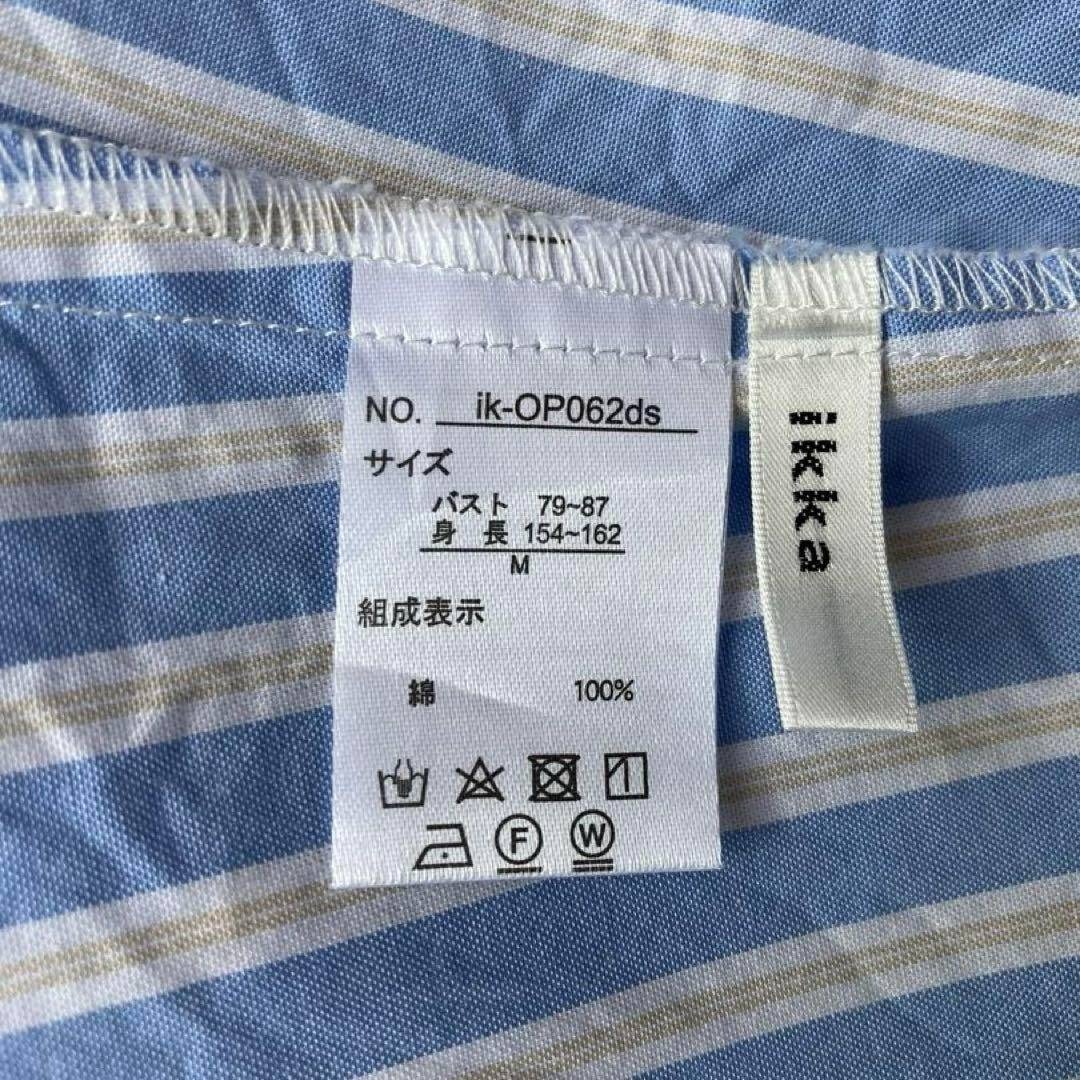 NO. ik-OP062ds
サイズ
バスト 79~87
身 長 154~162
M
組成表示
綿 100%
F W
ikka